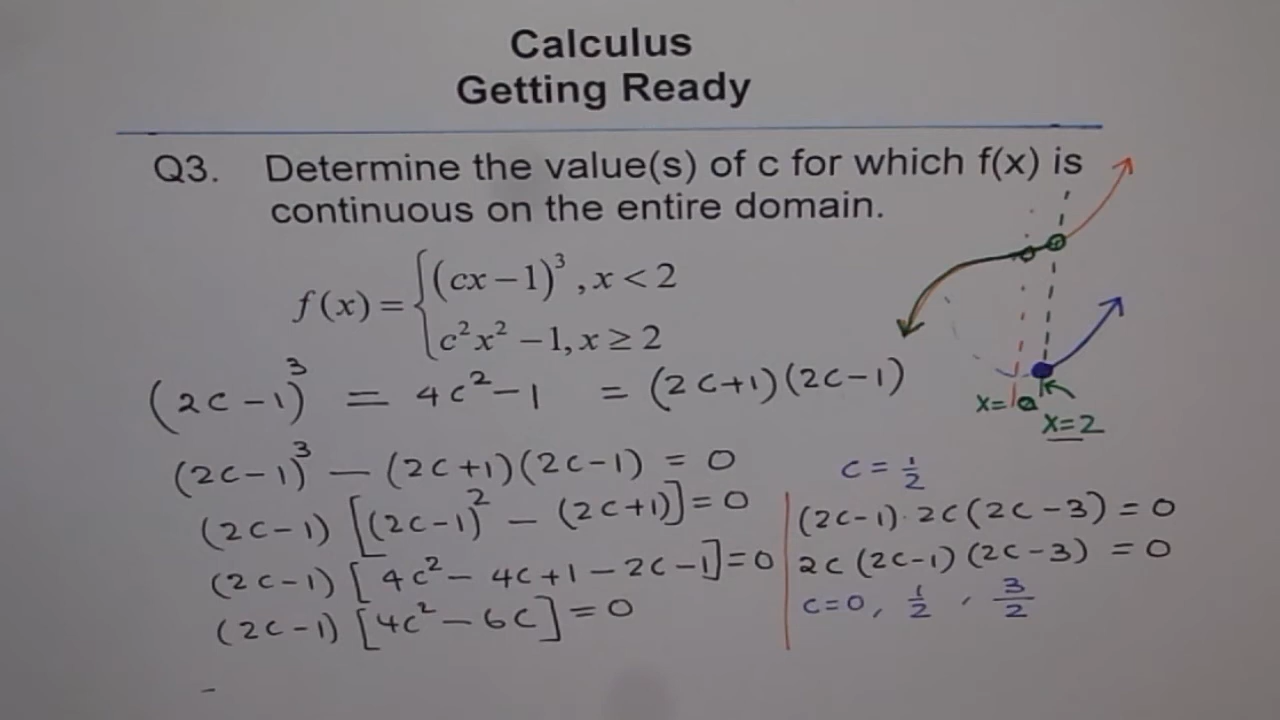 Calculus
Getting Ready
Q3. Determine the value(s) of c for which f(x) is
continuous on the entire domain.
f(x) = { (cx − 1)³, x < 2
c²x² − 1, x ≥ 2
(2c − 1)³ = 4c² − 1 = (2c+1)(2c−1)
x=a
x=2
(2c − 1)³ − (2c+1)(2c−1) = 0
(2c−1) [(2c−1)² − (2c+1)] = 0
(2c−1) [4c² − 4c + 1 − 2c − 1] = 0
(2c−1) [4c² − 6c] = 0
c = 1/2
(2c−1)·2c(2c−3) = 0
2c(2c−1)(2c−3) = 0
c=0, 1/2, 3/2